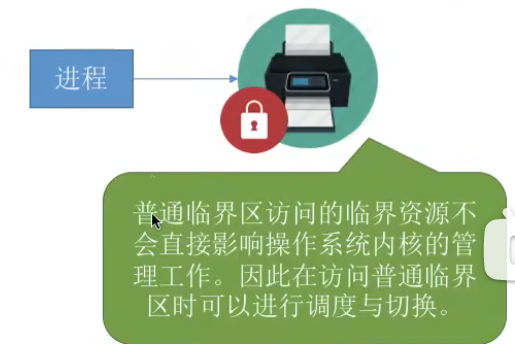 进程
普通临界区访问的临界资源不
会直接影响操作系统内核的管
理工作。因此在访问普通临界
区时可以进行调度与切换。